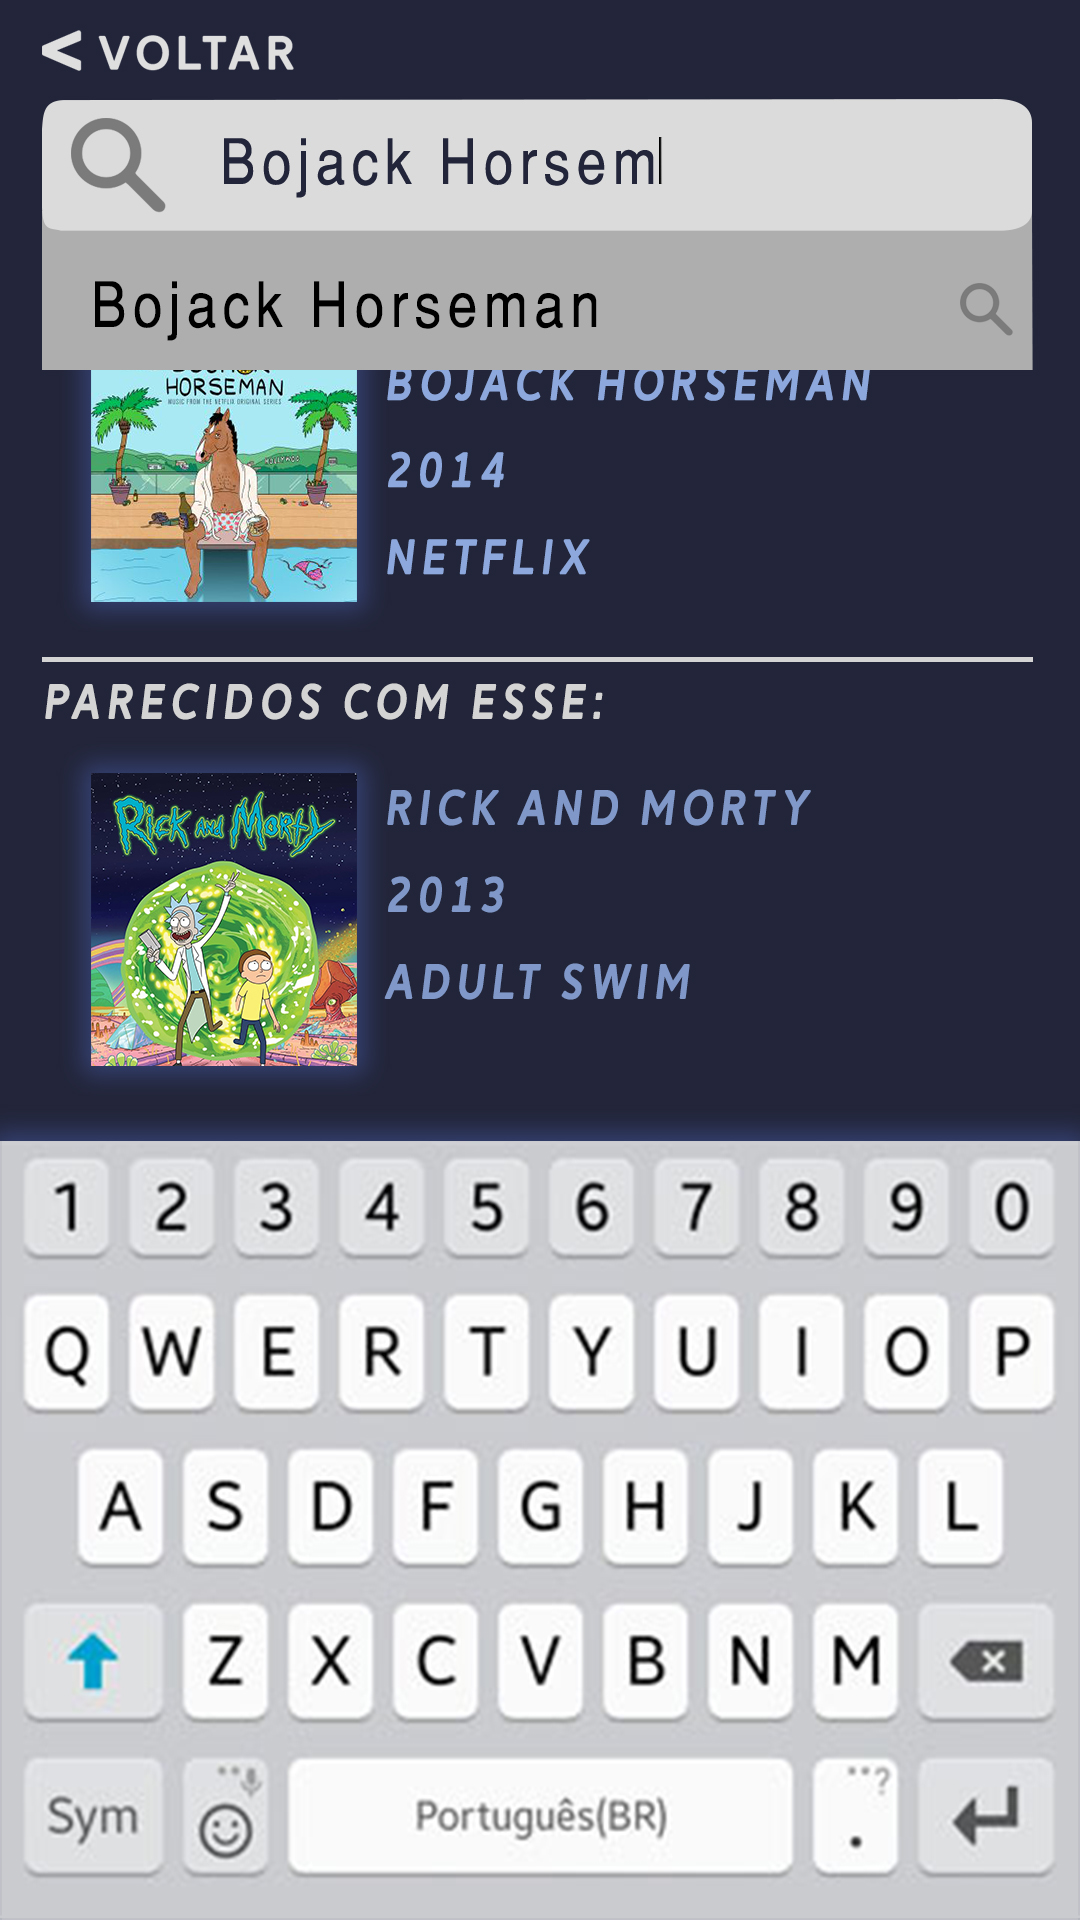 < VOLTAR
Bojack Horsem
Bojack Horseman
HORSEMAN
MUSIC FROM THE NETFLIX ORIGINAL SERIES
HOLLYWOO
BOJACK HORSEMAN
2014
NETFLIX
PARECIDOS COM ESSE:
Rick and Morty
RICK AND MORTY
2013
ADULT SWIM
1 2 3 4 5 6 7 8 9 0
Q W E R T Y U I O P
A S D F G H J K L
Z X C V B N M
Sym Português(BR) . ?